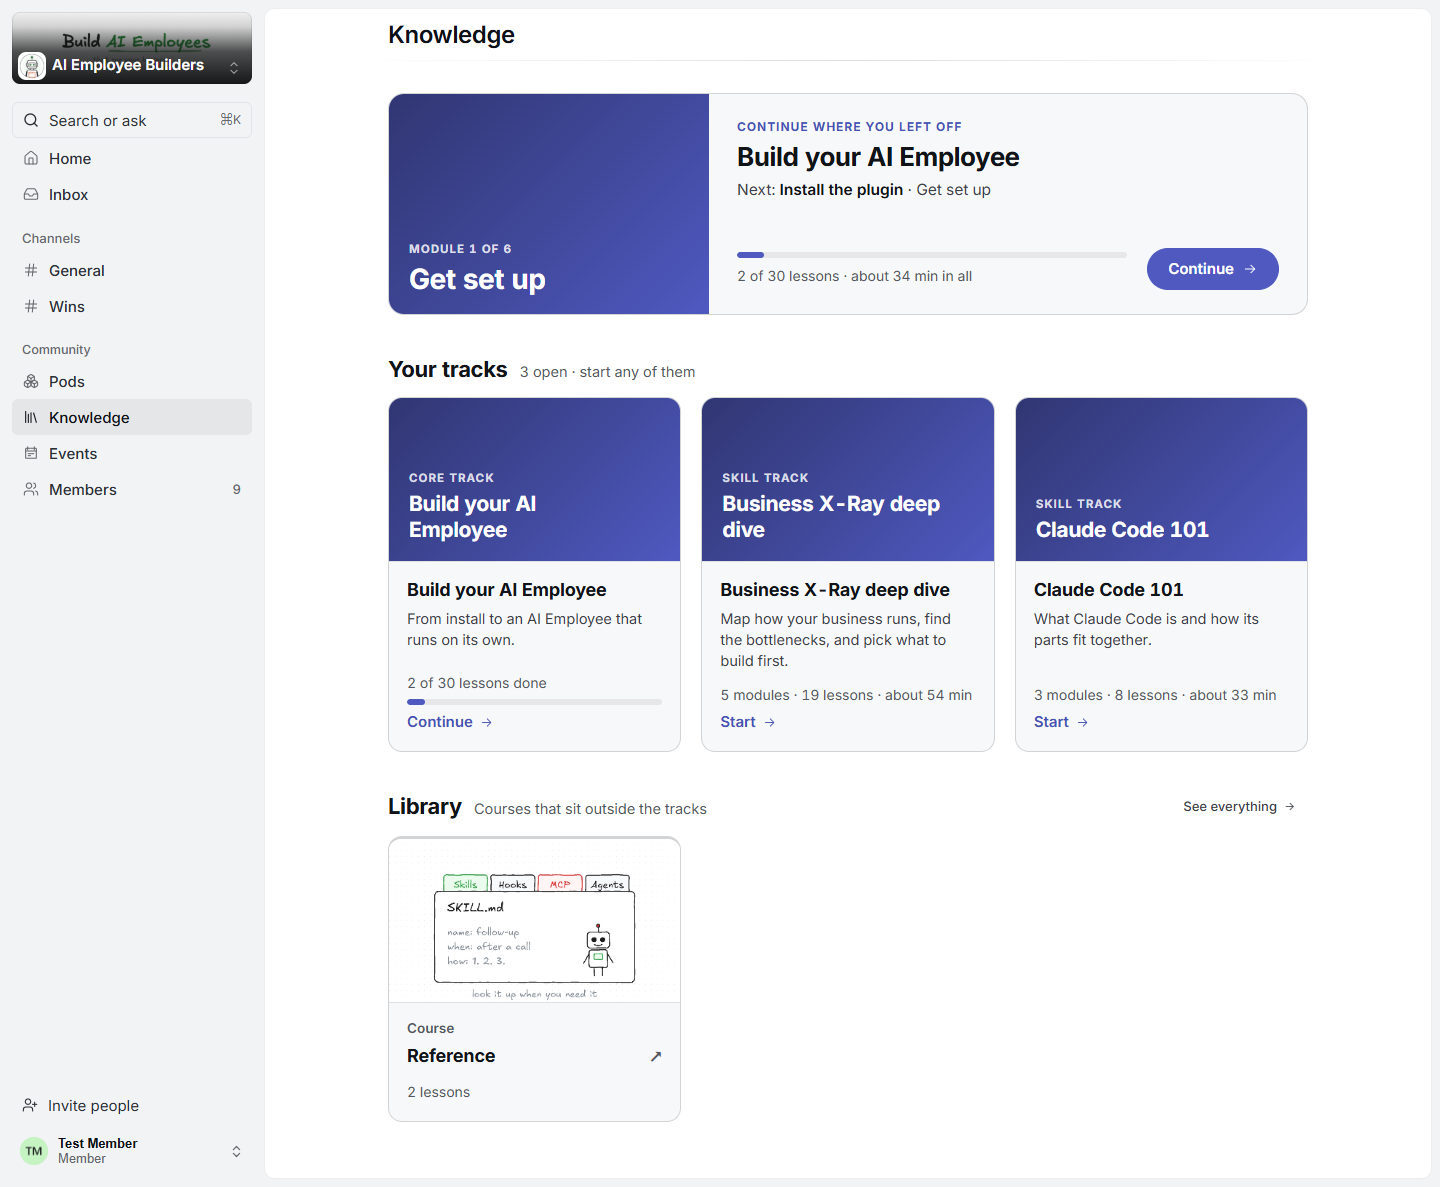 Build AI Employees
AI Employee Builders
Search or ask
⌘K
Home
Inbox
Channels
General
Wins
Community
Pods
Knowledge
Events
Members
9
Invite people
TM
Test Member
Member
Knowledge
MODULE 1 OF 6
Get set up
CONTINUE WHERE YOU LEFT OFF
Build your AI Employee
Next: Install the plugin · Get set up
2 of 30 lessons · about 34 min in all
Continue →
Your tracks
3 open · start any of them
CORE TRACK
Build your AI
Employee
Build your AI Employee
From install to an AI Employee that
runs on its own.
2 of 30 lessons done
Continue →
SKILL TRACK
Business X-Ray deep
dive
Business X-Ray deep dive
Map how your business runs, find
the bottlenecks, and pick what to
build first.
5 modules · 19 lessons · about 54 min
Start →
SKILL TRACK
Claude Code 101
Claude Code 101
What Claude Code is and how its
parts fit together.
3 modules · 8 lessons · about 33 min
Start →
Library
Courses that sit outside the tracks
See everything →
Skills
Hooks
MCP
Agents
SKILL.md
name: follow-up
when: after a call
how: 1. 2. 3.
look it up when you need it
Course
Reference ↗
2 lessons